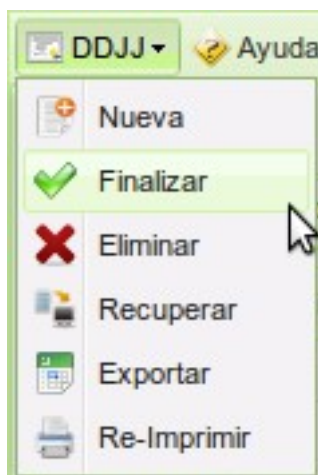 DDJJ Ayuda
Nueva
Finalizar
Eliminar
Recuperar
Exportar
Re-Imprimir